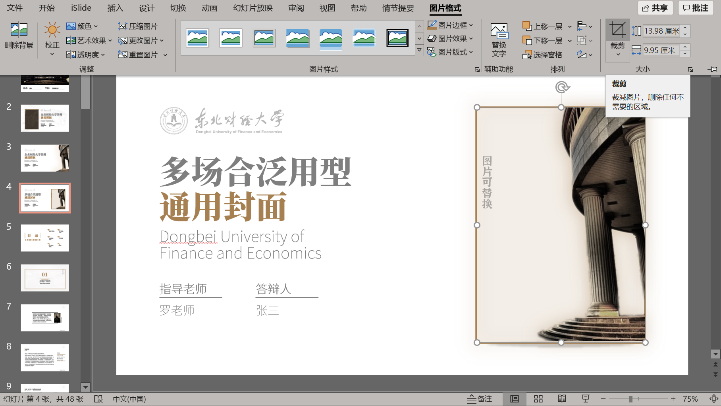 文件 开始 iSlide 插入 设计 切换 动画 幻灯片放映 审阅 视图 帮助 情节提要 图片格式 共享 批注
删除背景
校正
颜色
艺术效果
透明度
压缩图片
更改图片
重置图片
调整
图片样式
图片边框
图片效果
图片版式
替换
文字
辅助功能
上移一层
下移一层
选择窗格
排列
裁剪
13.98 厘米
9.95 厘米
大小
裁剪
裁减图片，删除任何不
需要的区域。
2
3
4
5
6
7
8
9
东北财经大学
Dongbei University of Finance and Economics
多场合泛用型
通用封面
Dongbei University of
Finance and Economics
指导老师 答辩人
罗老师 张三
图片可替换
幻灯片 第 4 张，共 48 张 中文(中国) 备注 75%